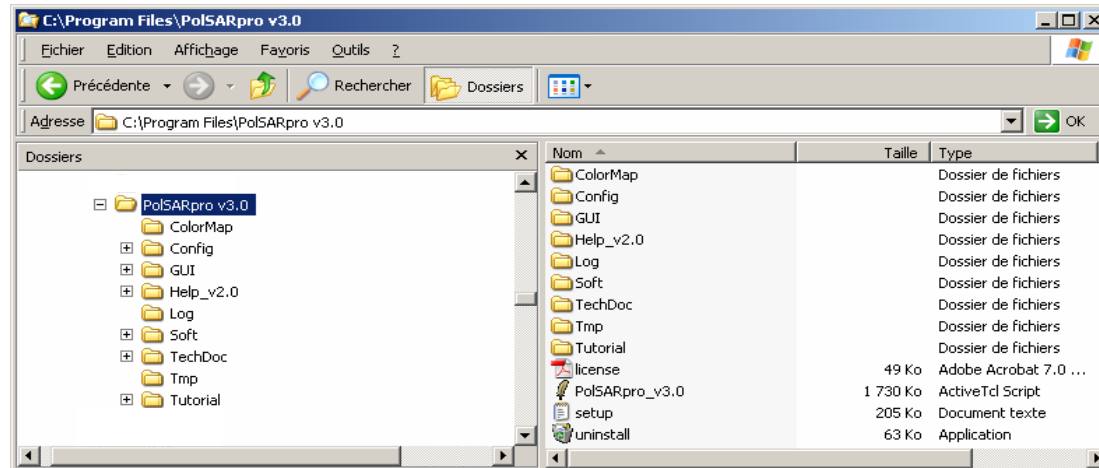 C:\Program Files\PolSARpro v3.0
Fichier Edition Affichage Favoris Outils ?
Précédente Rechercher Dossiers
Adresse C:\Program Files\PolSARpro v3.0 OK
Dossiers
PolSARpro v3.0
ColorMap
Config
GUI
Help_v2.0
Log
Soft
TechDoc
Tmp
Tutorial
Nom Taille Type
ColorMap Dossier de fichiers
Config Dossier de fichiers
GUI Dossier de fichiers
Help_v2.0 Dossier de fichiers
Log Dossier de fichiers
Soft Dossier de fichiers
TechDoc Dossier de fichiers
Tmp Dossier de fichiers
Tutorial Dossier de fichiers
license 49 Ko Adobe Acrobat 7.0 ...
PolSARpro_v3.0 1 730 Ko ActiveTcl Script
setup 205 Ko Document texte
uninstall 63 Ko Application